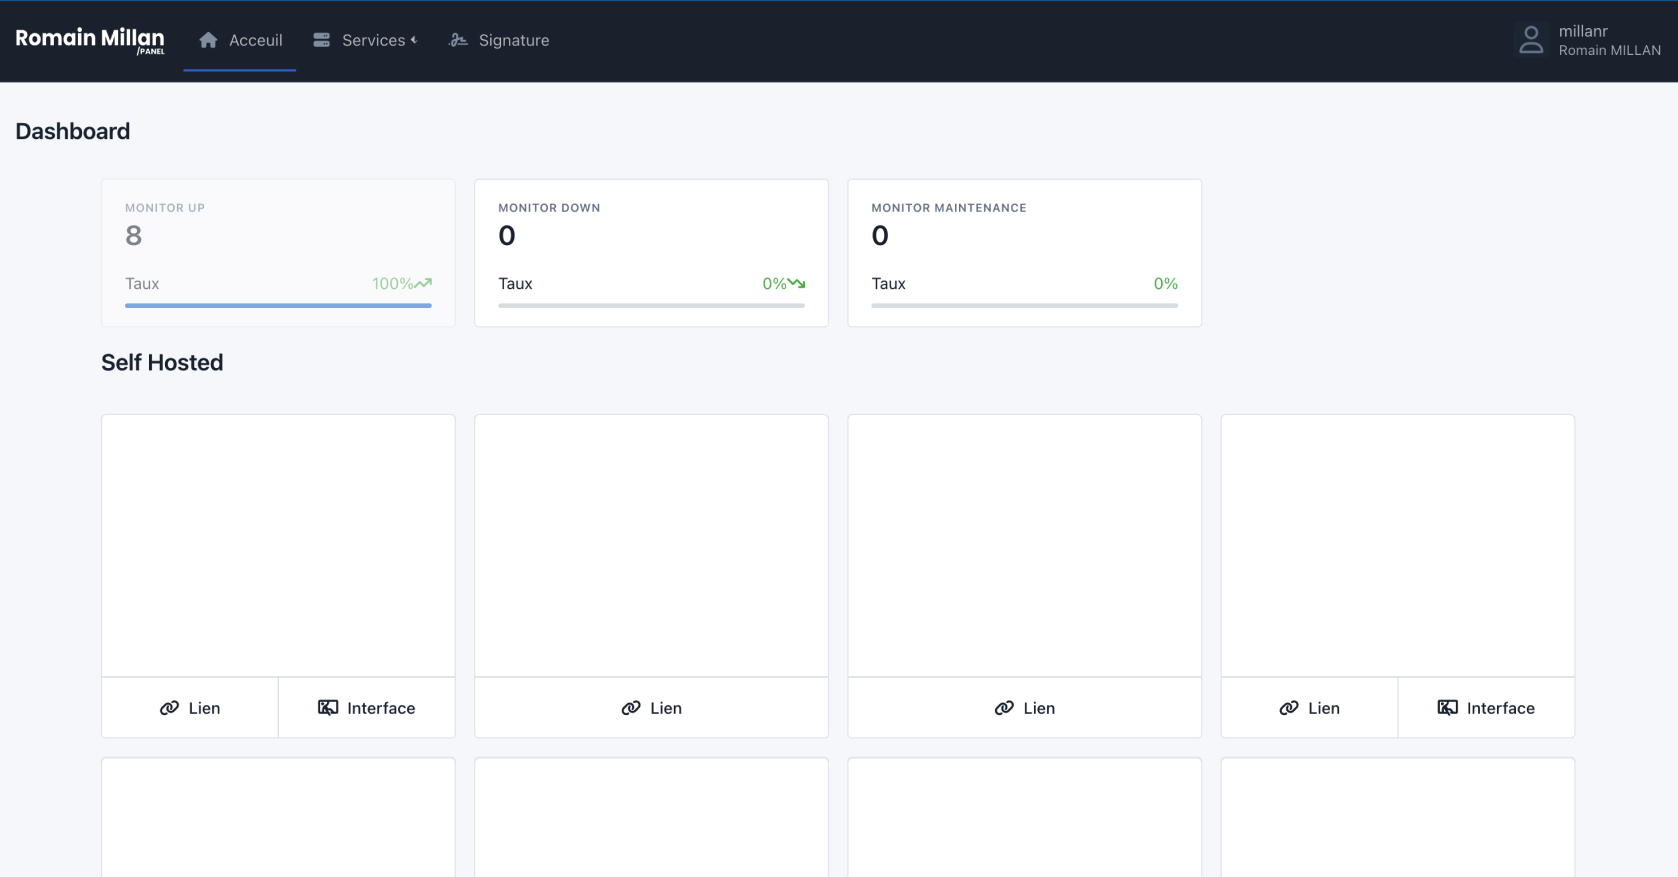 Romain Millan
/PANEL
Acceuil
Services
Signature
millanr
Romain MILLAN
Dashboard
MONITOR UP
8
Taux
100%
MONITOR DOWN
0
Taux
0%
MONITOR MAINTENANCE
0
Taux
0%
Self Hosted
Lien
Interface
Lien
Lien
Lien
Interface